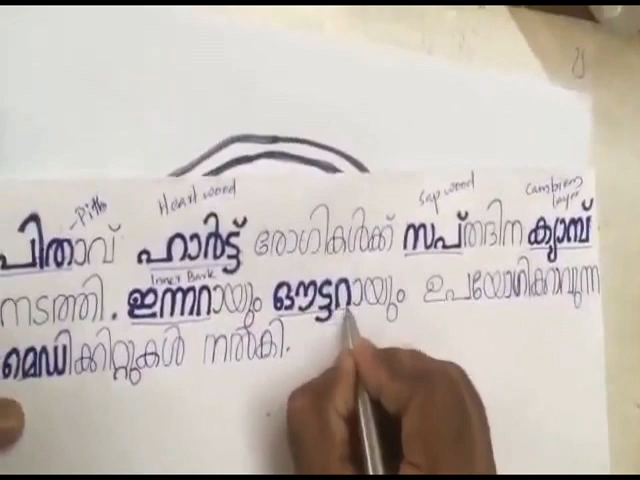 Pith Heart wood Sap wood Cambium layer
പിതാവ് ഹാർട്ട് രോഗികൾക്ക് സപ്തദിന ക്യാമ്പ്
Inner Bark
നടത്തി. ഇന്നറായും ഔട്ടറായും ഉപയോഗിക്കാവുന്ന
മെഡിക്കിറ്റുകൾ നൽകി.